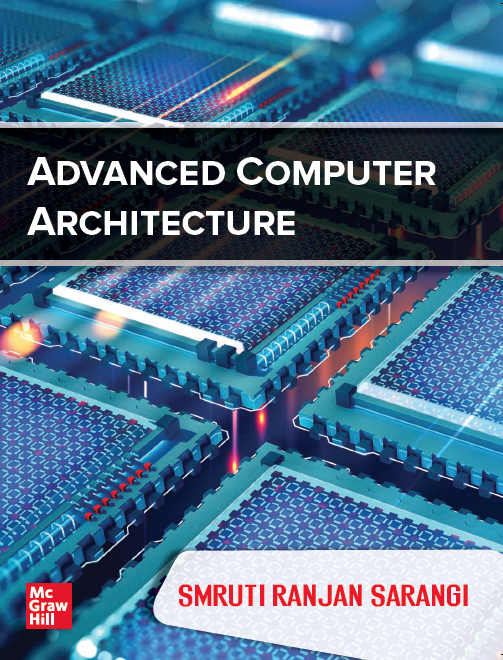 ADVANCED COMPUTER
ARCHITECTURE
SMRUTI RANJAN SARANGI
Mc
Graw
Hill